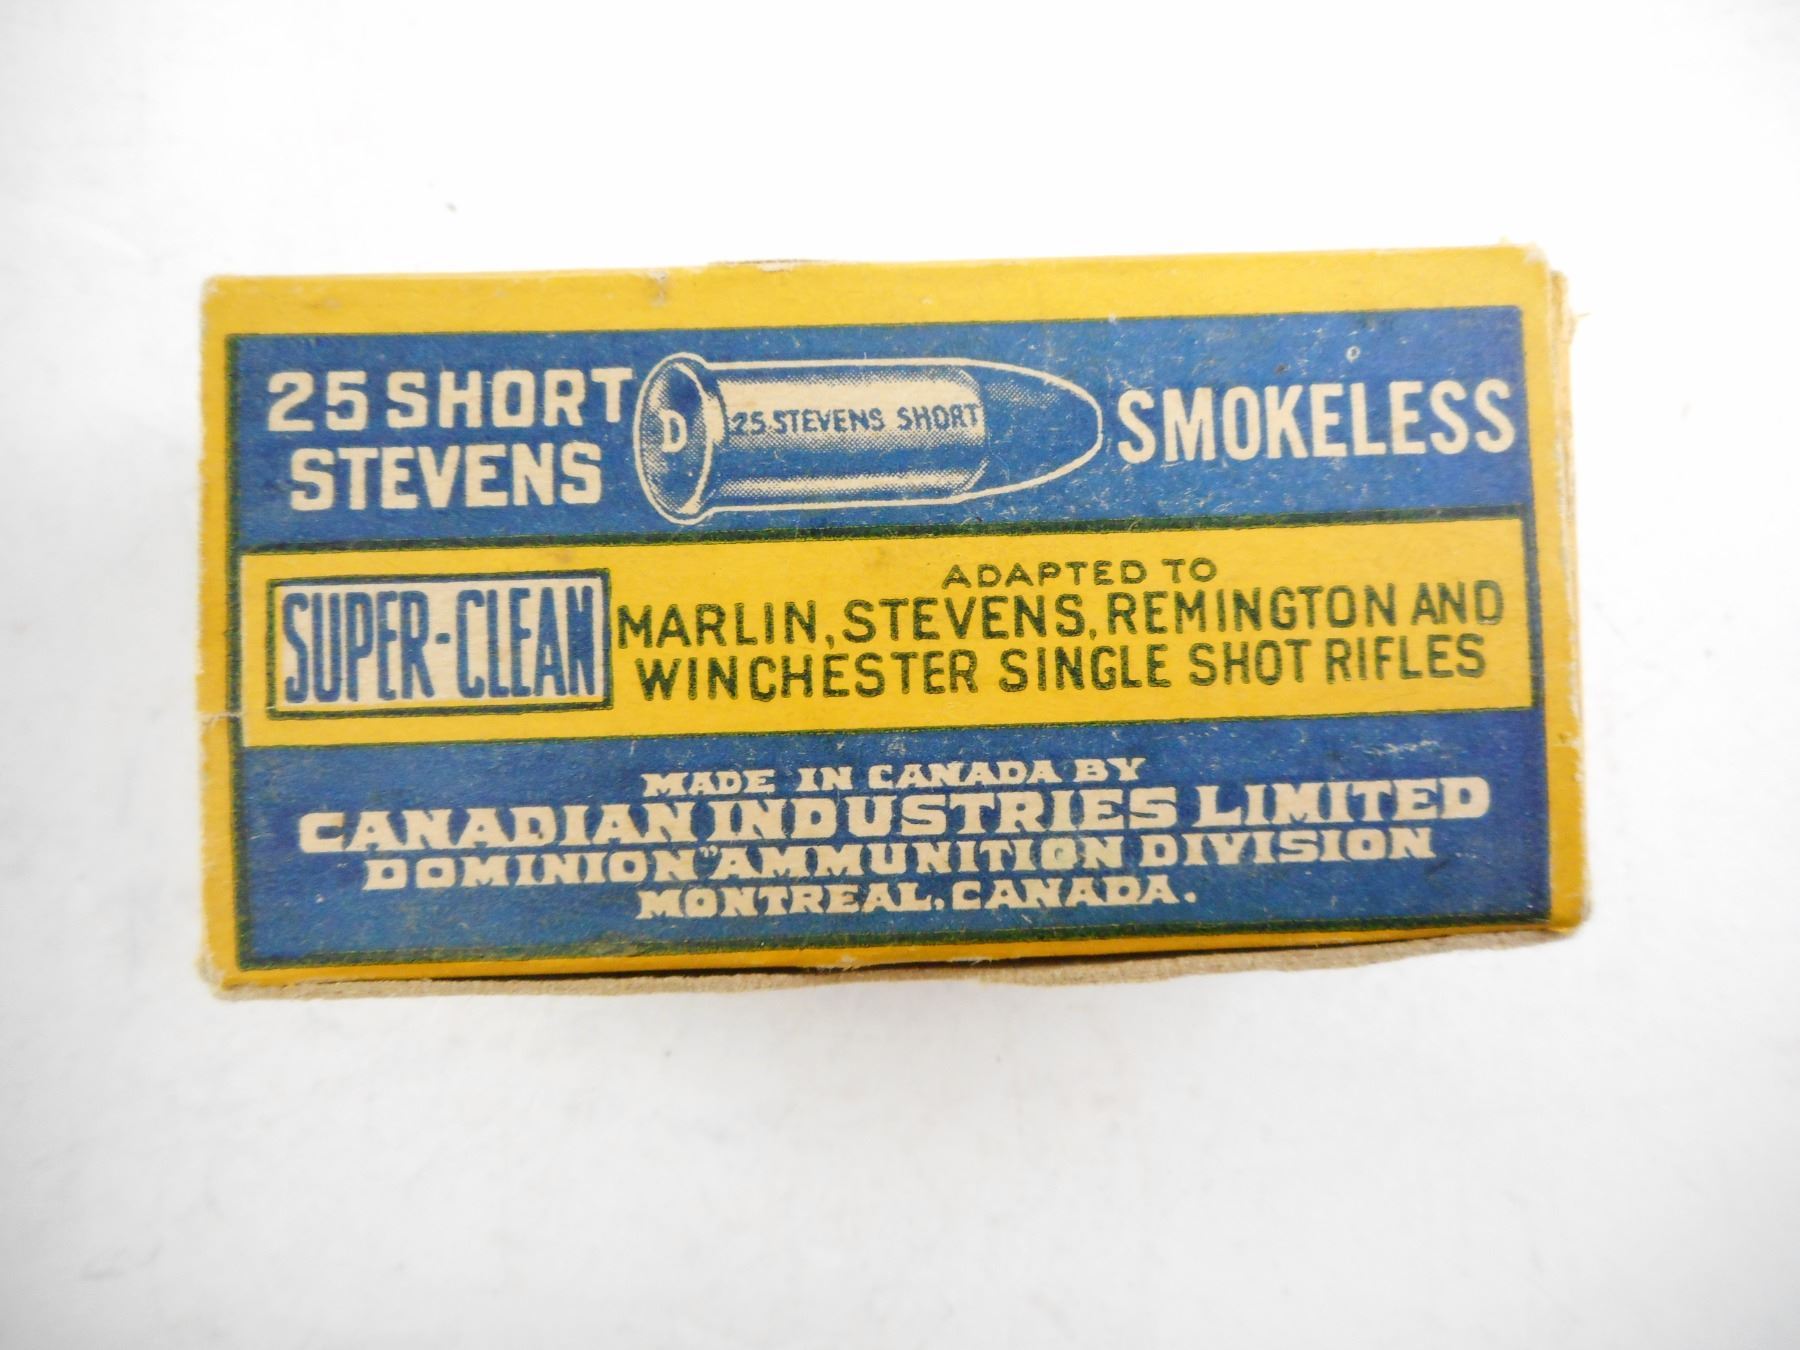 25 SHORT
STEVENS
D
25 STEVENS SHORT
SMOKELESS
SUPER-CLEAN
ADAPTED TO
MARLIN, STEVENS, REMINGTON AND
WINCHESTER SINGLE SHOT RIFLES
MADE IN CANADA BY
CANADIAN INDUSTRIES LIMITED
DOMINION" AMMUNITION DIVISION
MONTREAL, CANADA.